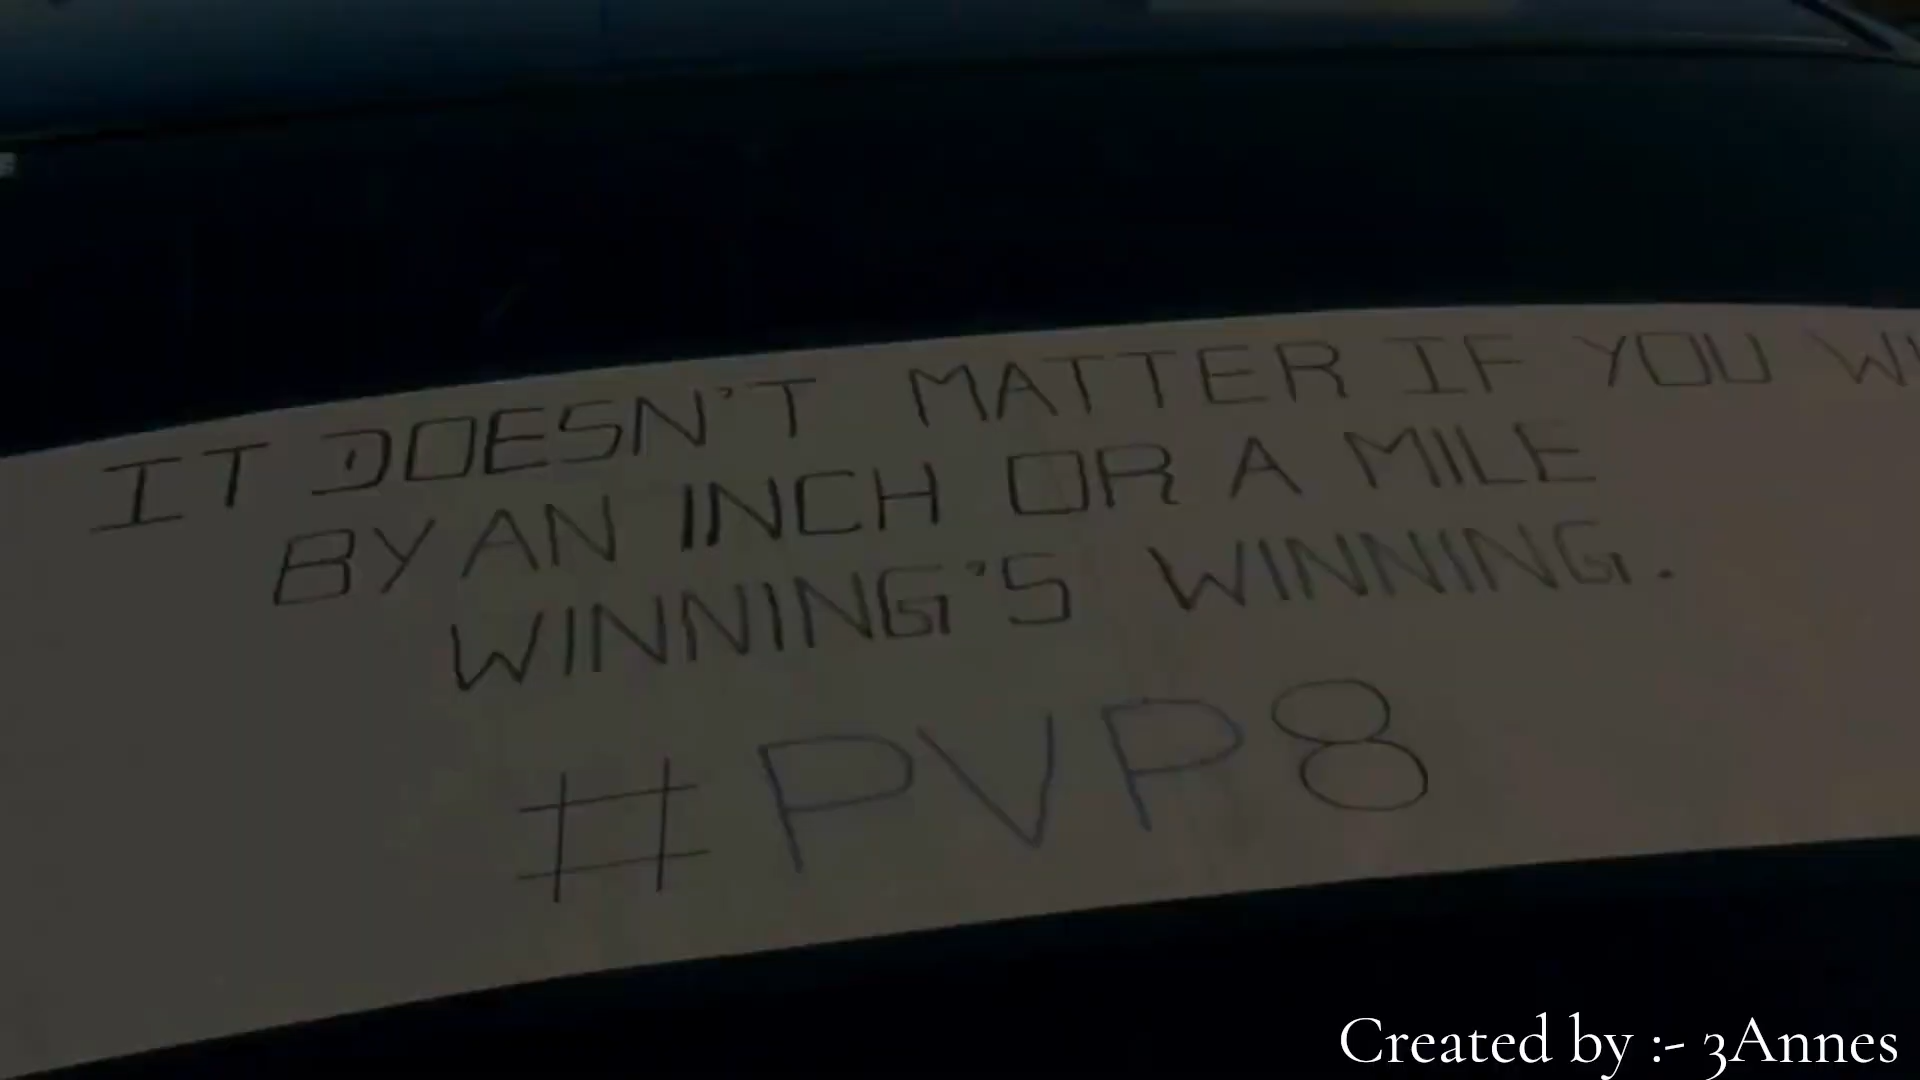 IT DOESN'T MATTER IF YOU
BY AN INCH OR A MILE
WINNING'S WINNING.
#PVP8
Created by :- 3Annes